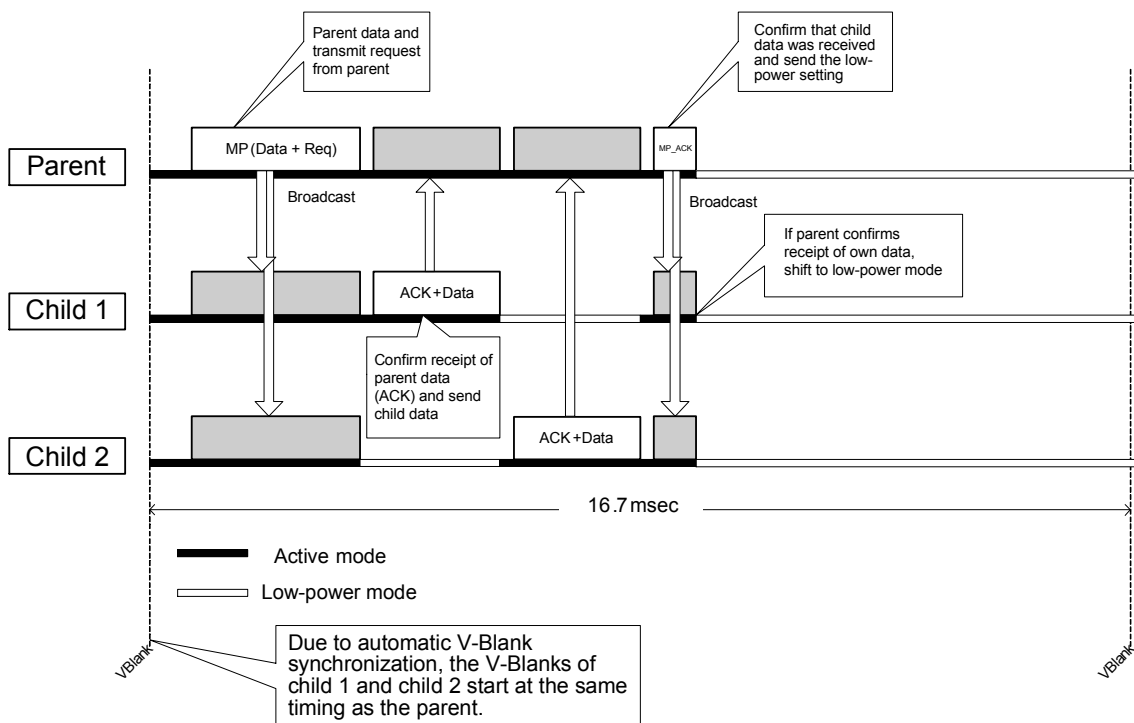 Parent data and
transmit request
from parent
Confirm that child
data was received
and send the low-
power setting
Parent
MP (Data + Req)
MP_ACK
Broadcast
Broadcast
If parent confirms
receipt of own data,
shift to low-power mode
Child 1
ACK+Data
Confirm receipt of
parent data
(ACK) and send
child data
Child 2
ACK+Data
16.7 msec
Active mode
Low-power mode
VBlank
VBlank
Due to automatic V-Blank
synchronization, the V-Blanks of
child 1 and child 2 start at the same
timing as the parent.